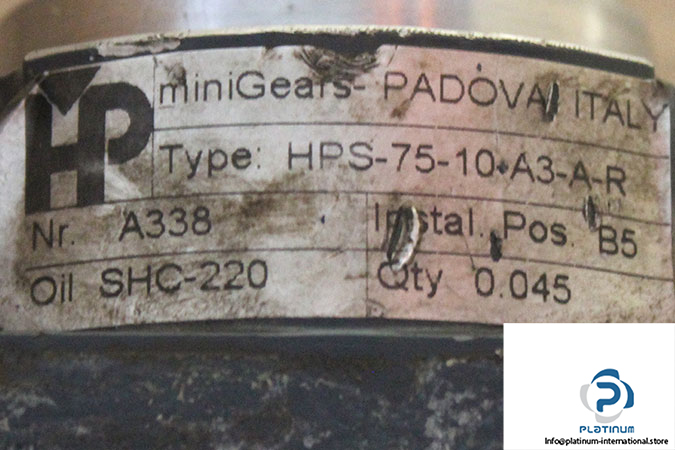 HP
miniGears- PADOVA ITALY
Type: HPS-75-10-A3-A-R
Nr. A338 Instal. Pos. B5
Oil SHC-220 Qty 0.045
P
PLATINUM
Info@platinum-international.store